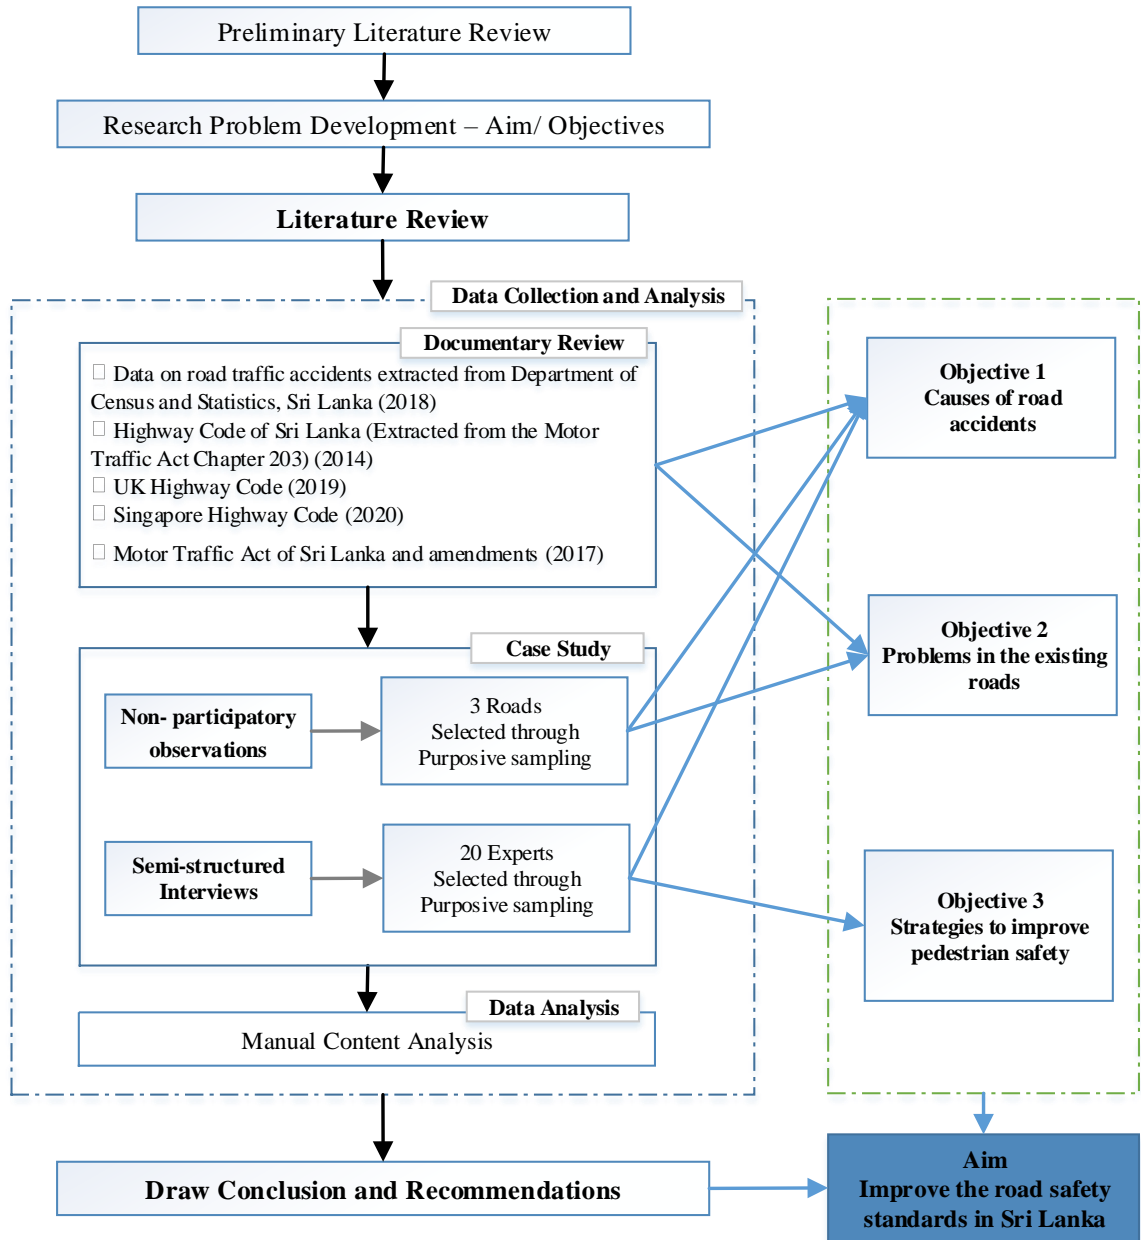 Preliminary Literature Review
Research Problem Development – Aim/ Objectives
Literature Review
Data Collection and Analysis
Documentary Review
□ Data on road traffic accidents extracted from Department of
Census and Statistics, Sri Lanka (2018)
□ Highway Code of Sri Lanka (Extracted from the Motor
Traffic Act Chapter 203) (2014)
□ UK Highway Code (2019)
□ Singapore Highway Code (2020)
□ Motor Traffic Act of Sri Lanka and amendments (2017)
Case Study
Non- participatory
observations
3 Roads
Selected through
Purposive sampling
Semi-structured
Interviews
20 Experts
Selected through
Purposive sampling
Data Analysis
Manual Content Analysis
Objective 1
Causes of road
accidents
Objective 2
Problems in the existing
roads
Objective 3
Strategies to improve
pedestrian safety
Draw Conclusion and Recommendations
Aim
Improve the road safety
standards in Sri Lanka